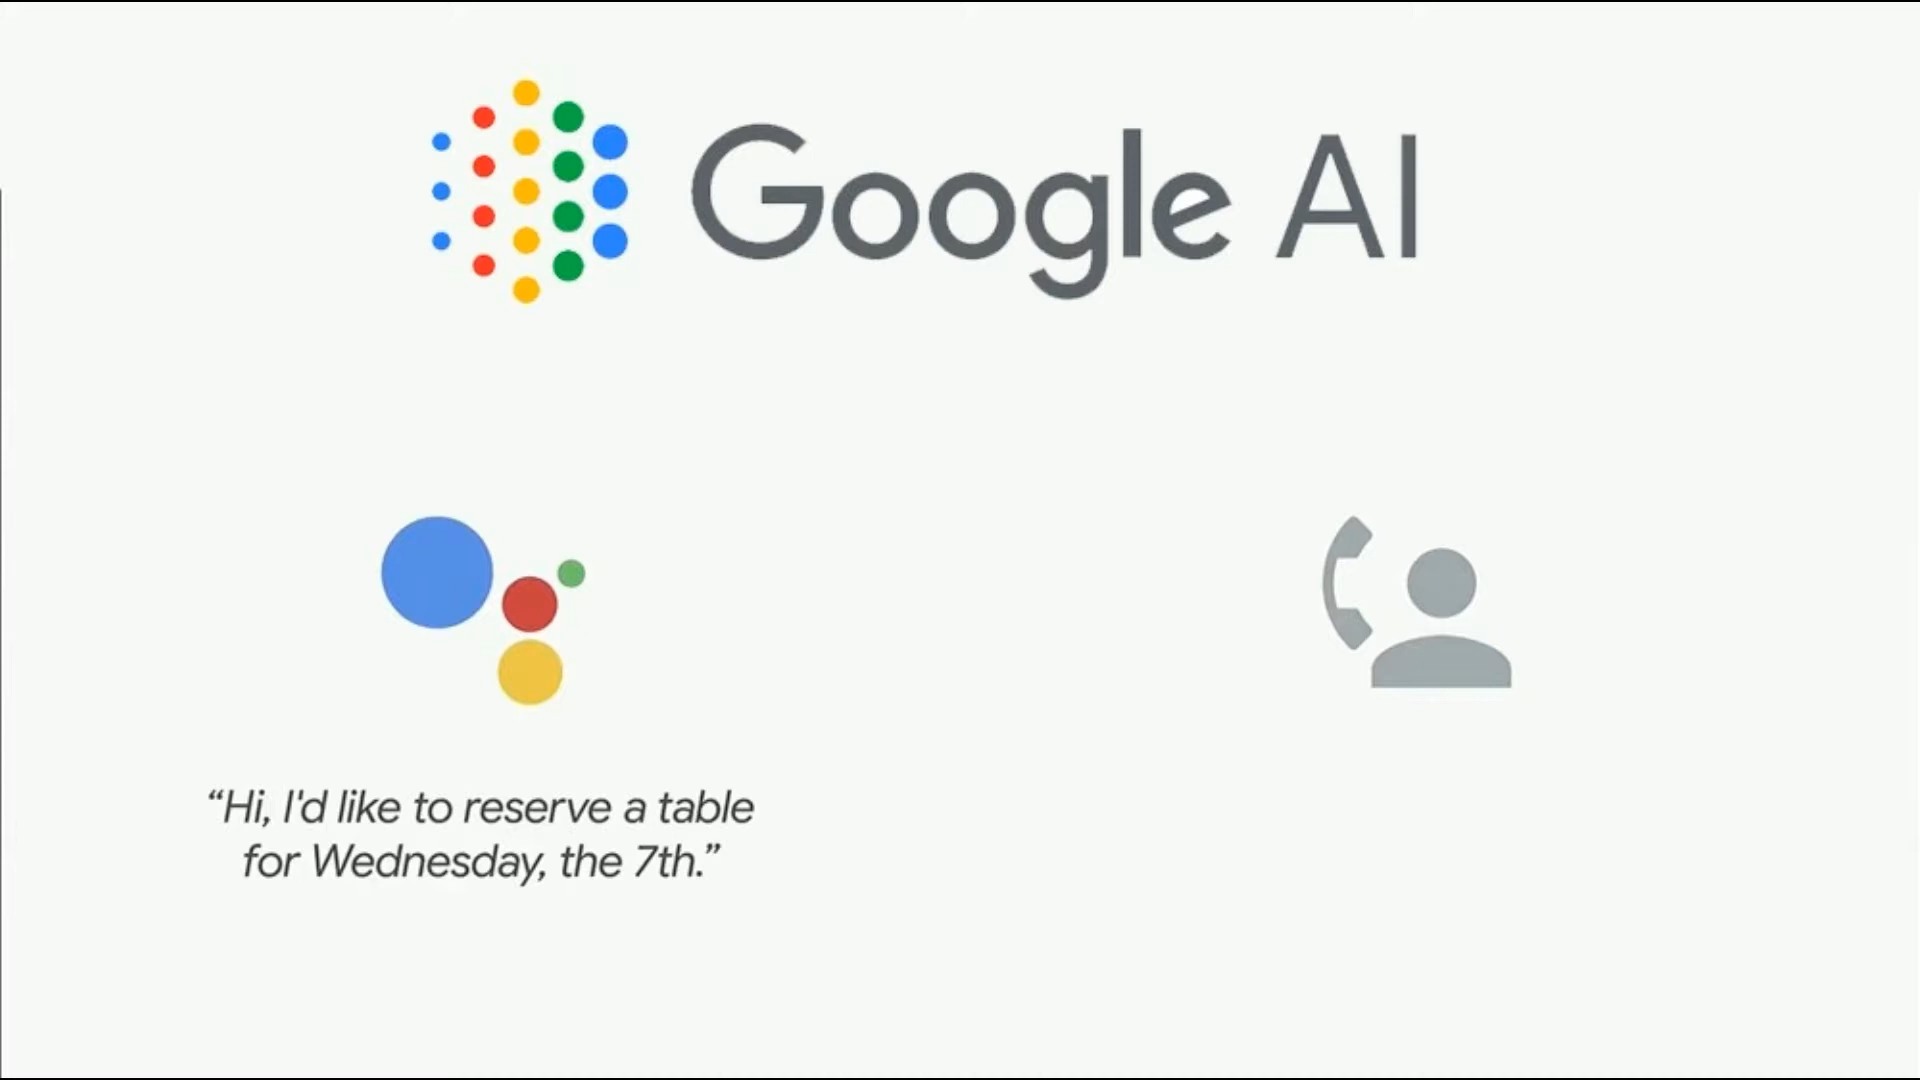 Google AI
“Hi, I'd like to reserve a table
for Wednesday, the 7th.”